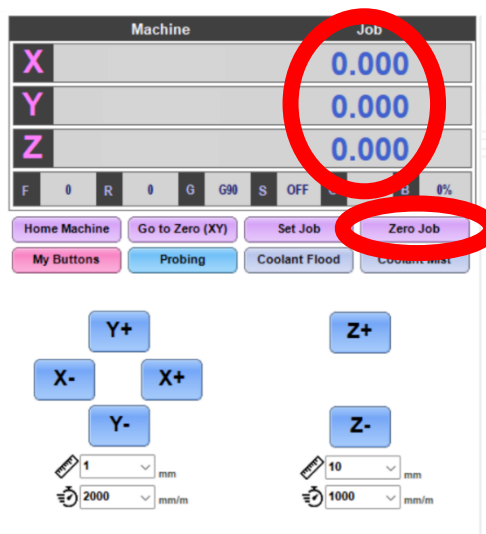 Machine Job
X 0.000
Y 0.000
Z 0.000
F 0 R 0 G G90 S OFF B 0%
Home Machine Go to Zero (XY) Set Job Zero Job
My Buttons Probing Coolant Flood Coolant Mist
Y+ Z+
X- X+
Y- Z-
1 mm 10 mm
2000 mm/m 1000 mm/m